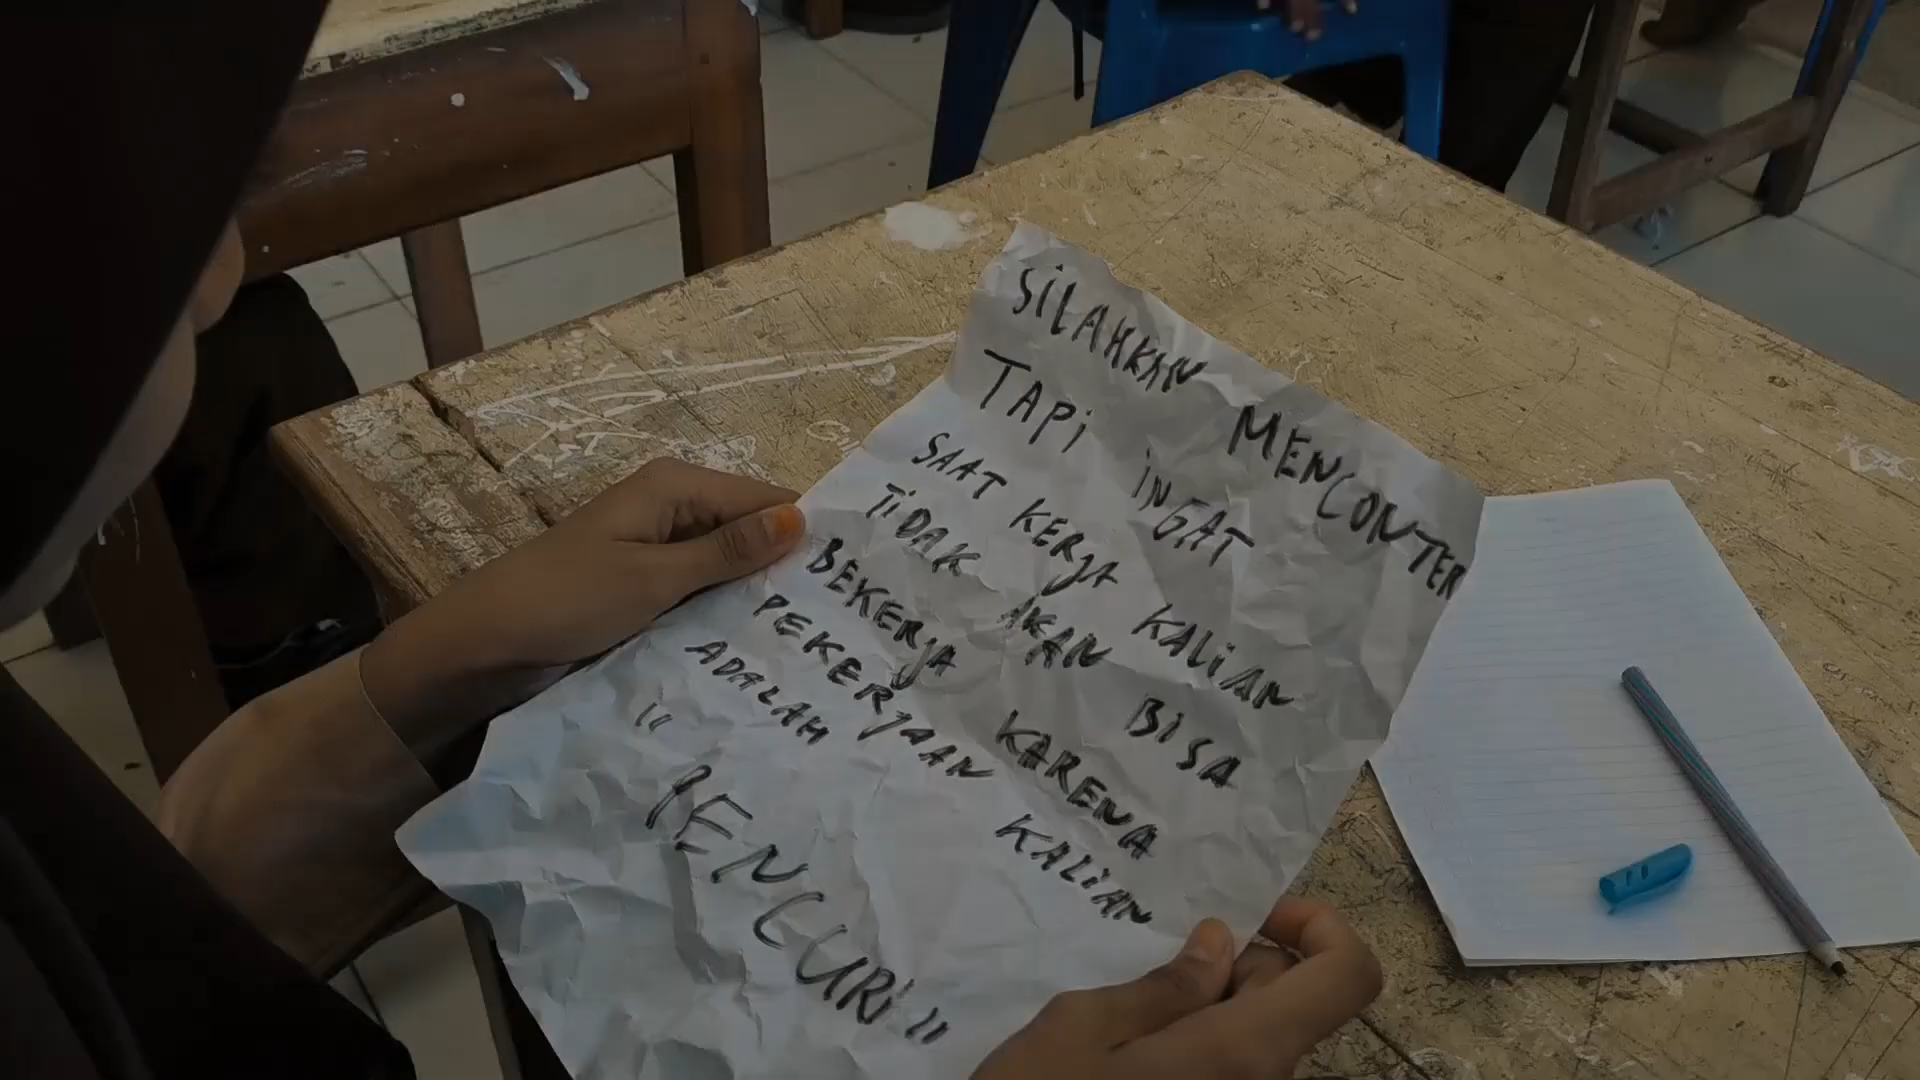 SILAHKAN MENCONTEK
TAPI INGAT
SAAT KERJA KALIAN
TIDAK AKAN BISA
BEKERJA KARENA
PEKERJAAN KALIAN
ADALAH
"PENCURI"